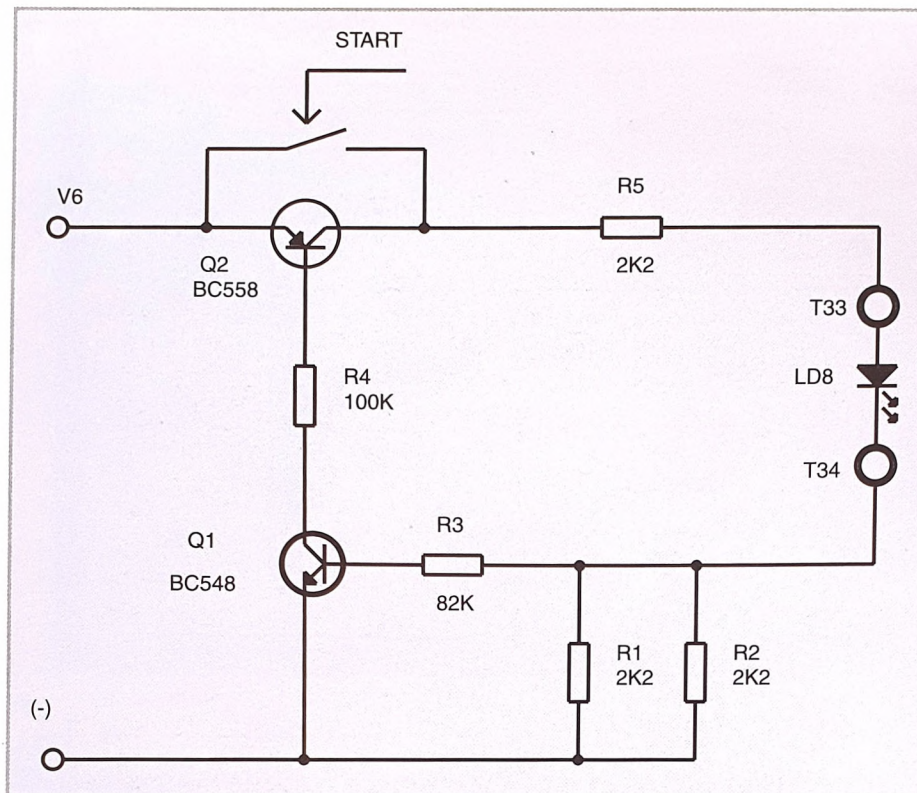 START
V6
R5
2K2
Q2
BC558
T33
R4
100K
LD8
T34
Q1
BC548
R3
82K
R1
2K2
R2
2K2
(-)